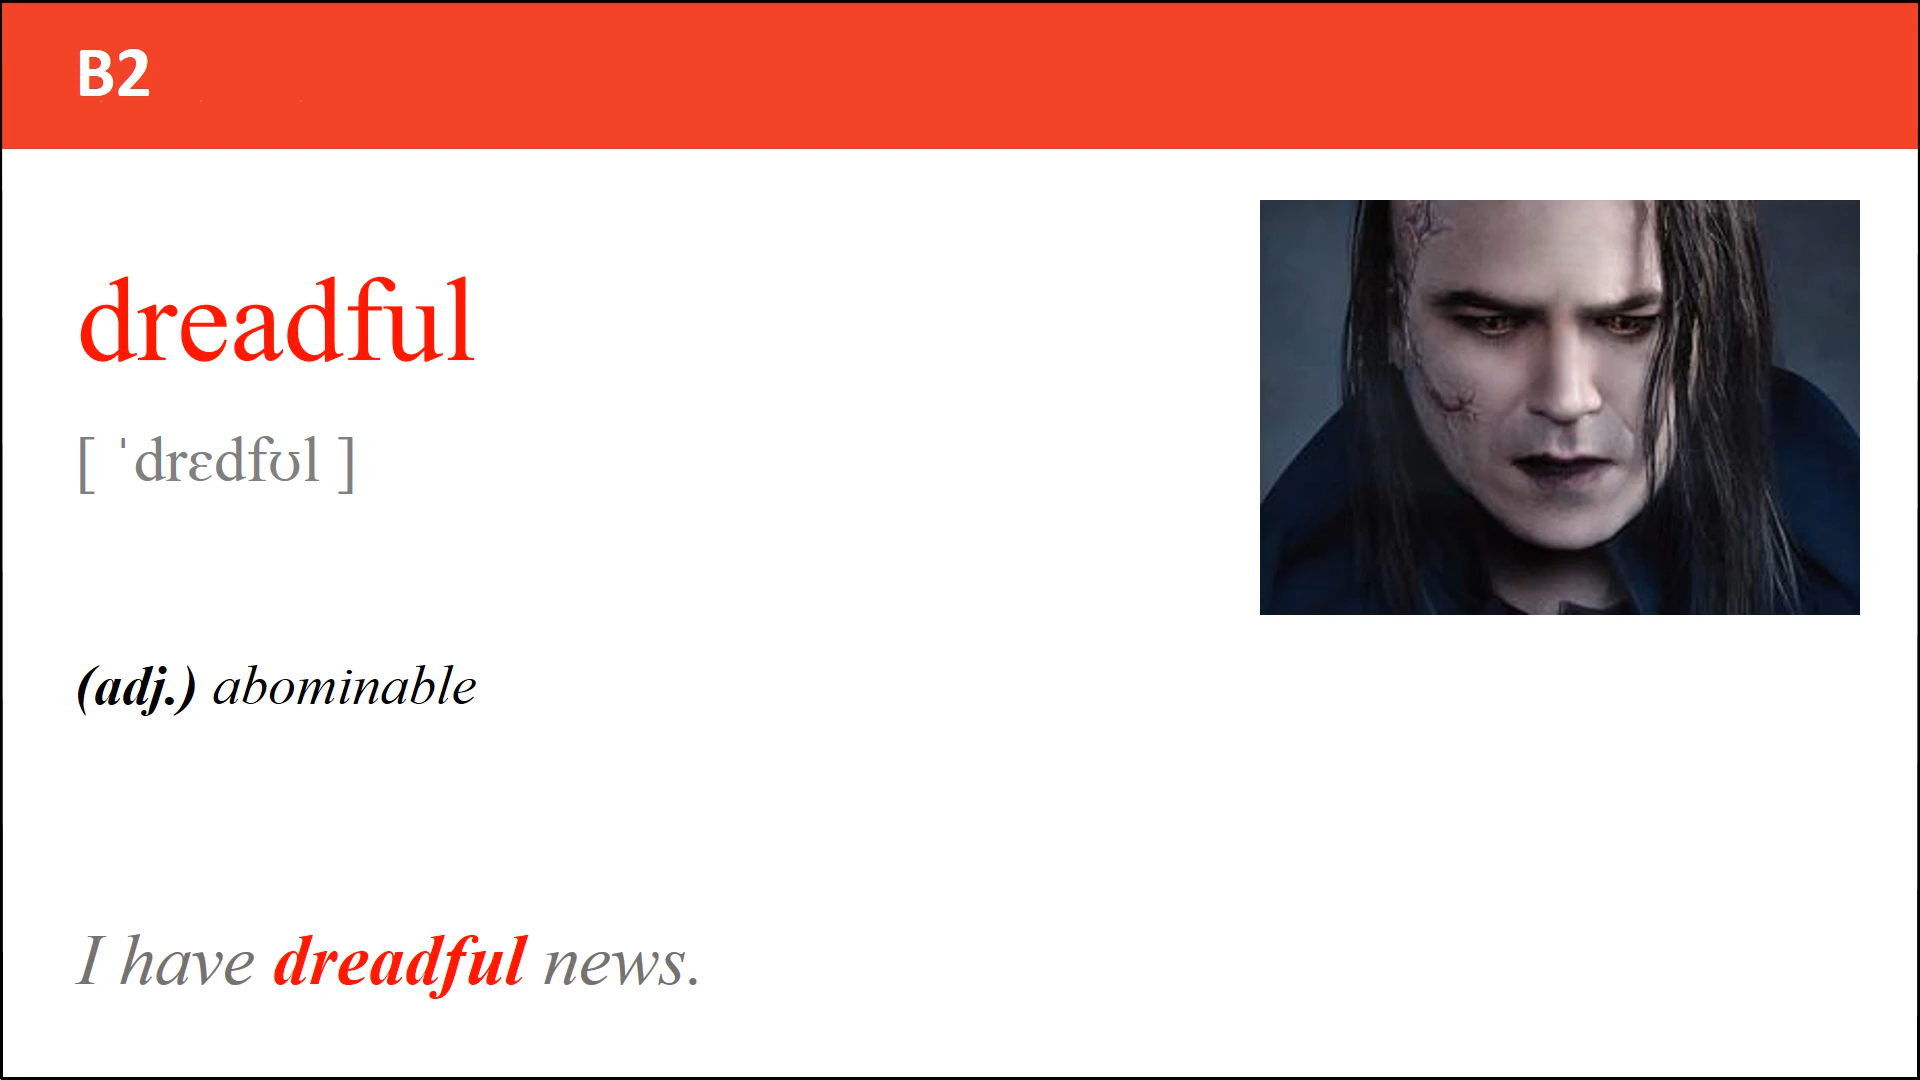 B2
dreadful
[ ˈdrɛdfʊl ]
(adj.) abominable
I have dreadful news.